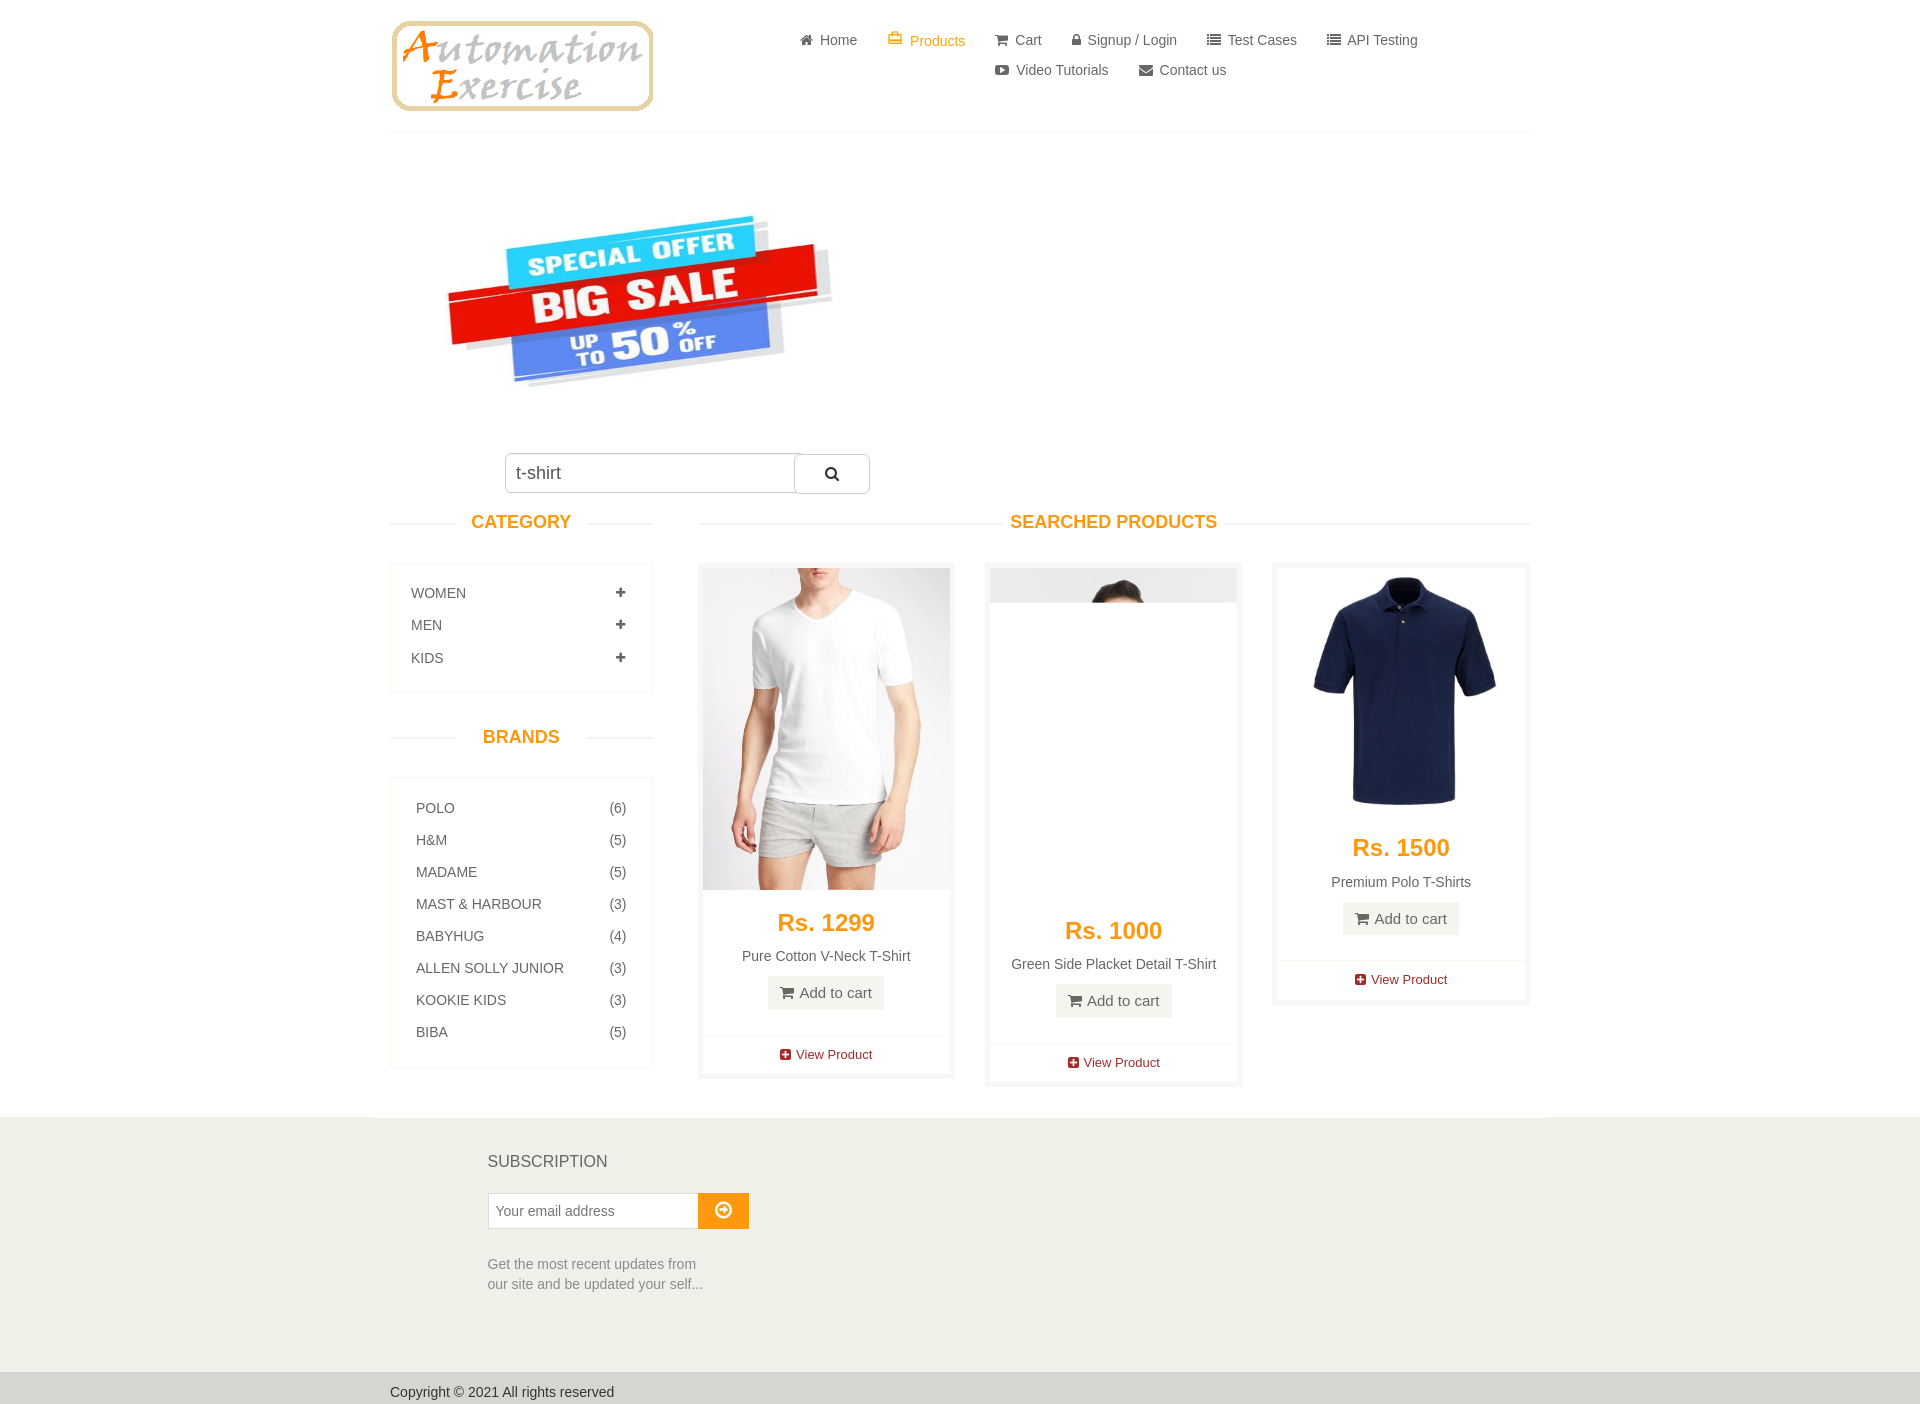 Automation
Exercise
Home
Products
Cart
Signup / Login
Test Cases
API Testing
Video Tutorials
Contact us
SPECIAL OFFER
BIG SALE
UP TO 50% OFF
t-shirt
CATEGORY
WOMEN
MEN
KIDS
BRANDS
POLO (6)
H&M (5)
MADAME (5)
MAST & HARBOUR (3)
BABYHUG (4)
ALLEN SOLLY JUNIOR (3)
KOOKIE KIDS (3)
BIBA (5)
SEARCHED PRODUCTS
Rs. 1299
Pure Cotton V-Neck T-Shirt
Add to cart
View Product
Rs. 1000
Green Side Placket Detail T-Shirt
Add to cart
View Product
Rs. 1500
Premium Polo T-Shirts
Add to cart
View Product
SUBSCRIPTION
Your email address
Get the most recent updates from
our site and be updated your self...
Copyright © 2021 All rights reserved